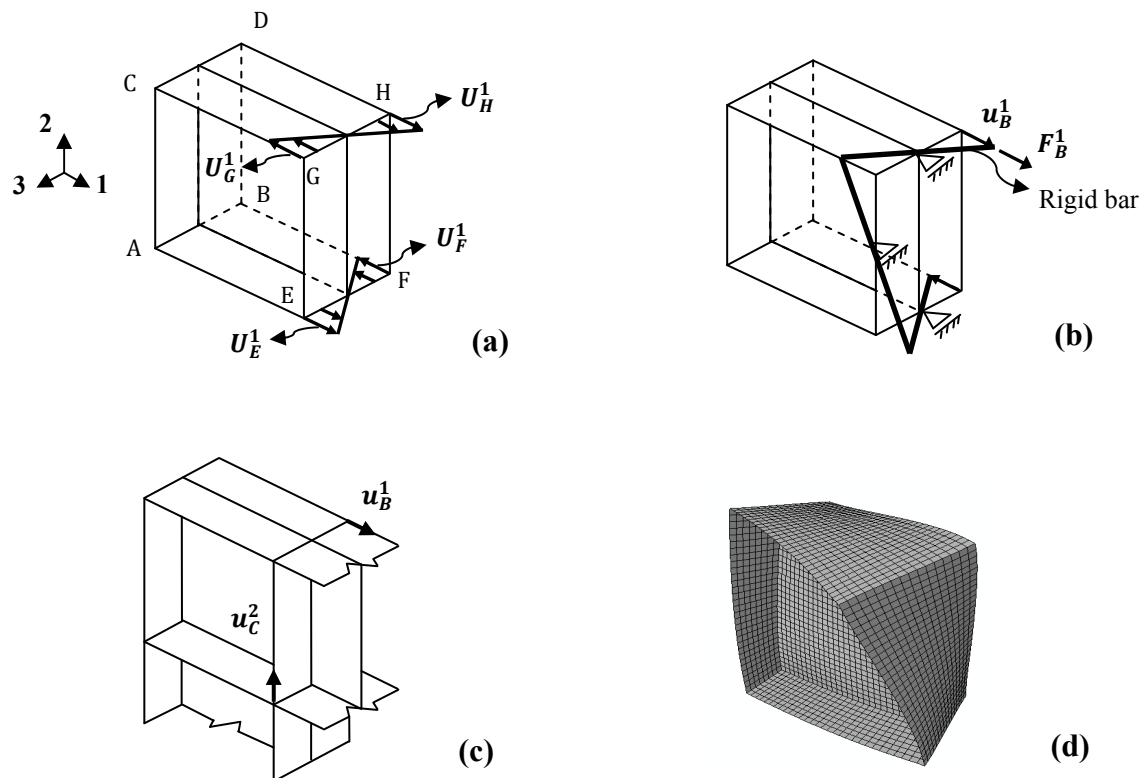 D
C
H
U_H^1
2
3
1
U_G^1
G
B
U_F^1
A
F
E
U_E^1
(a)
u_B^1
F_B^1
Rigid bar
(b)
u_B^1
u_C^2
(c)
(d)